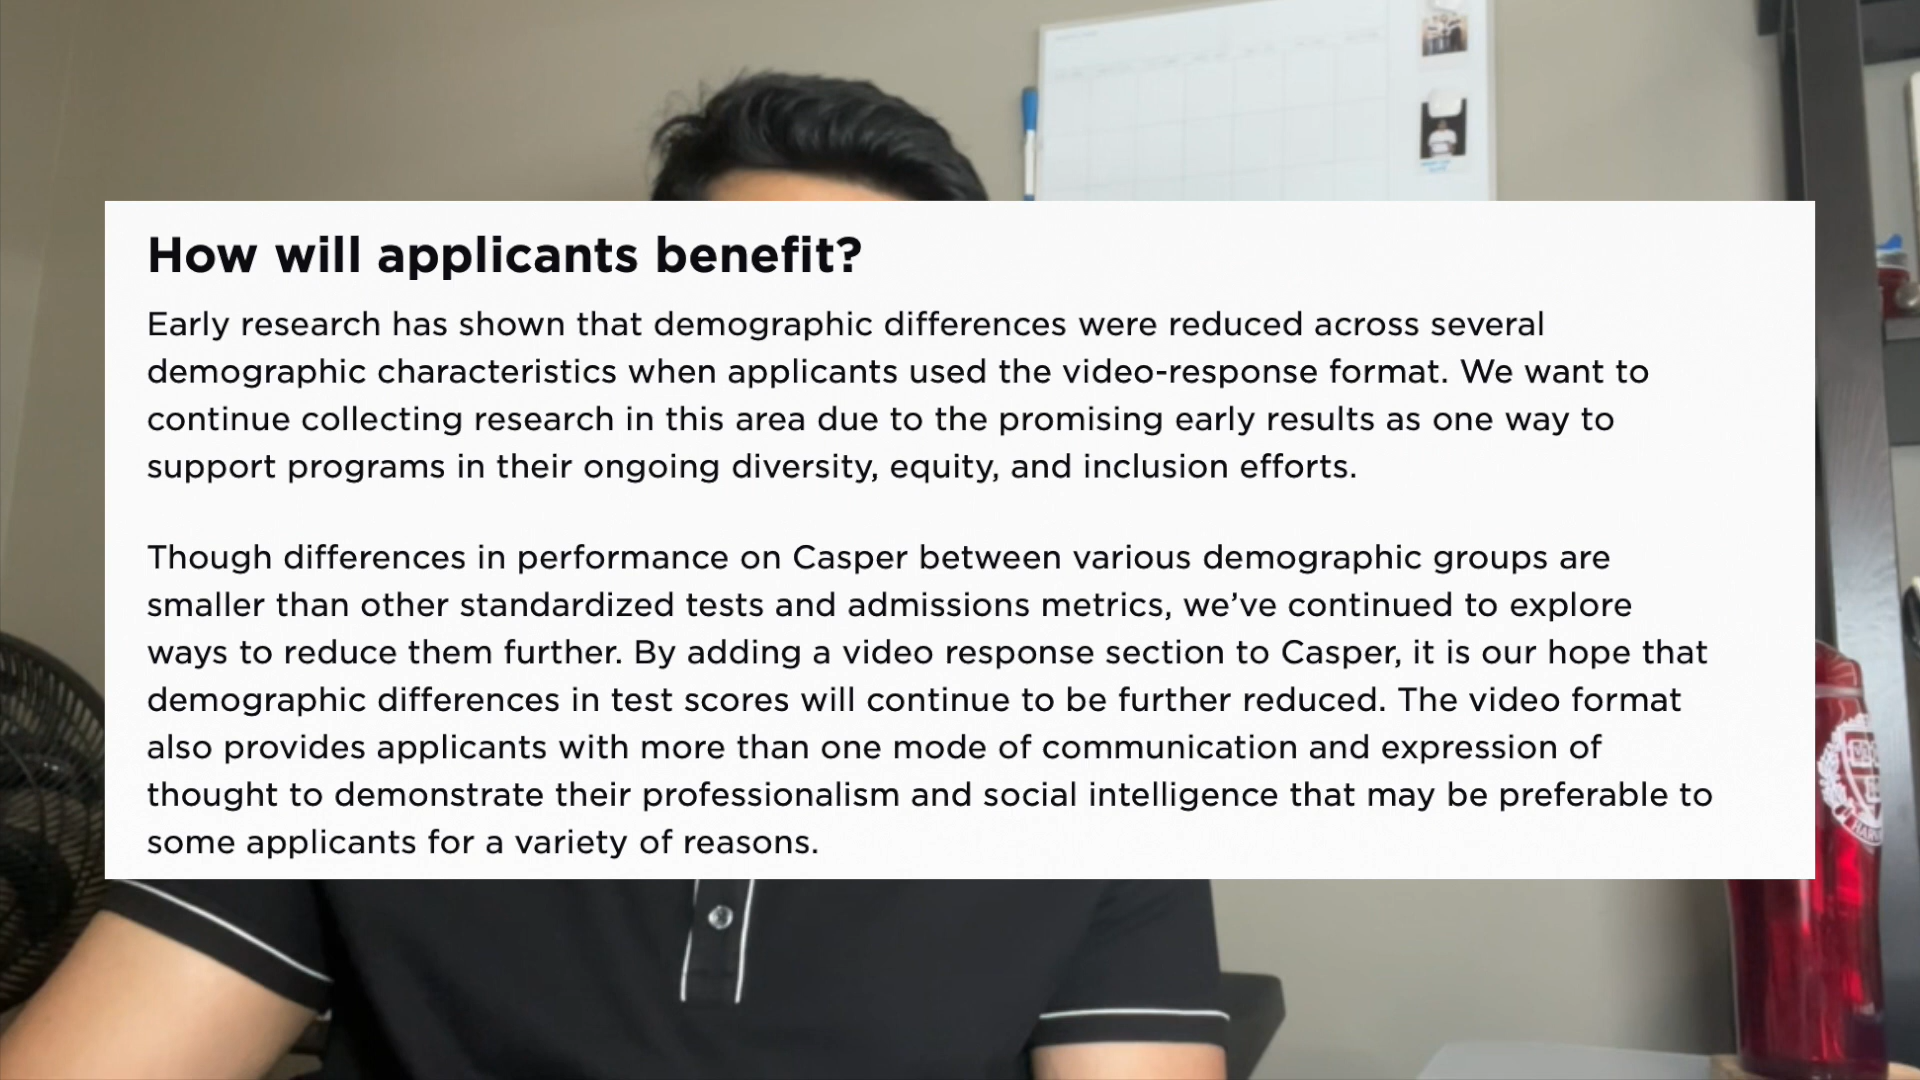 How will applicants benefit?
Early research has shown that demographic differences were reduced across several
demographic characteristics when applicants used the video-response format. We want to
continue collecting research in this area due to the promising early results as one way to
support programs in their ongoing diversity, equity, and inclusion efforts.
Though differences in performance on Casper between various demographic groups are
smaller than other standardized tests and admissions metrics, we’ve continued to explore
ways to reduce them further. By adding a video response section to Casper, it is our hope that
demographic differences in test scores will continue to be further reduced. The video format
also provides applicants with more than one mode of communication and expression of
thought to demonstrate their professionalism and social intelligence that may be preferable to
some applicants for a variety of reasons.